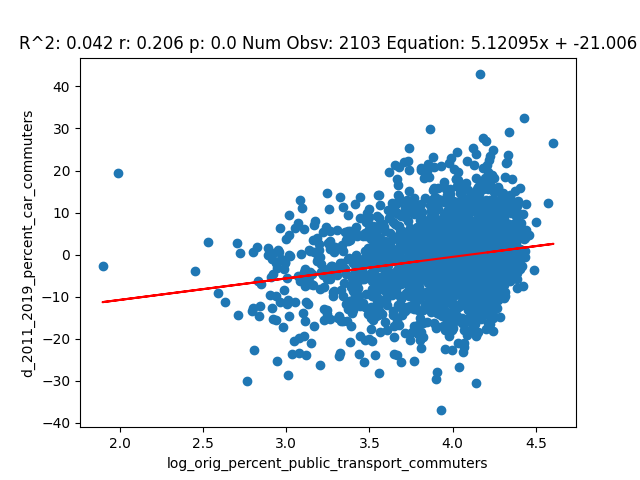 R^2: 0.042 r: 0.206 p: 0.0 Num Obsv: 2103 Equation: 5.12095x + -21.006
40
30
20
10
0
−10
−20
−30
−40
d_2011_2019_percent_car_commuters
2.0 2.5 3.0 3.5 4.0 4.5
log_orig_percent_public_transport_commuters